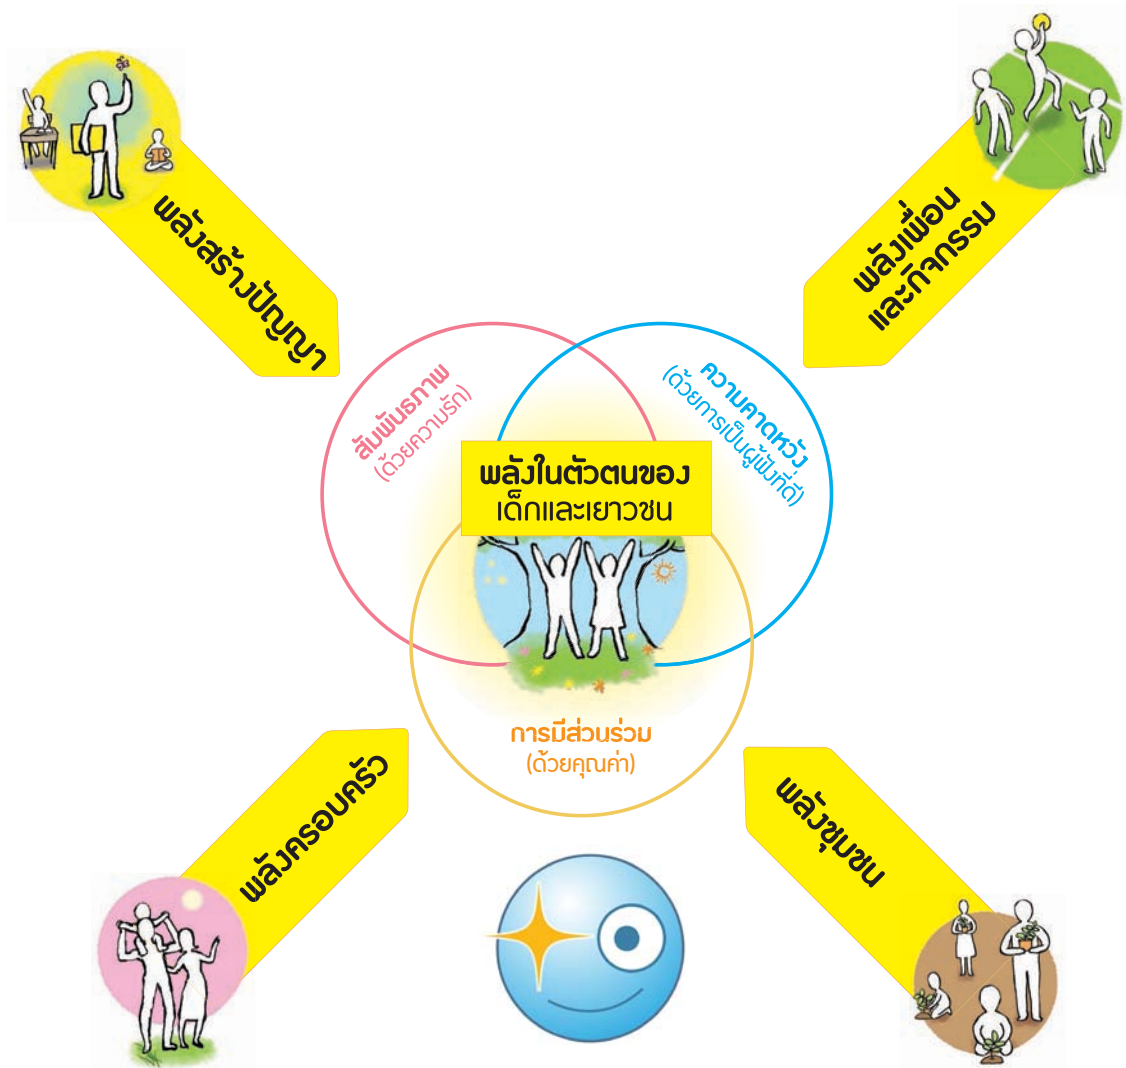 พลังสร้างปัญญา
พลังเพื่อน
และกิจกรรม
สัมพันธภาพ
(ด้วยความรัก)
ความคาดหวัง
(ด้วยการเป็นผู้ฟังที่ดี)
พลังในตัวตนของ
เด็กและเยาวชน
การมีส่วนร่วม
(ด้วยคุณค่า)
พลังครอบครัว
พลังชุมชน